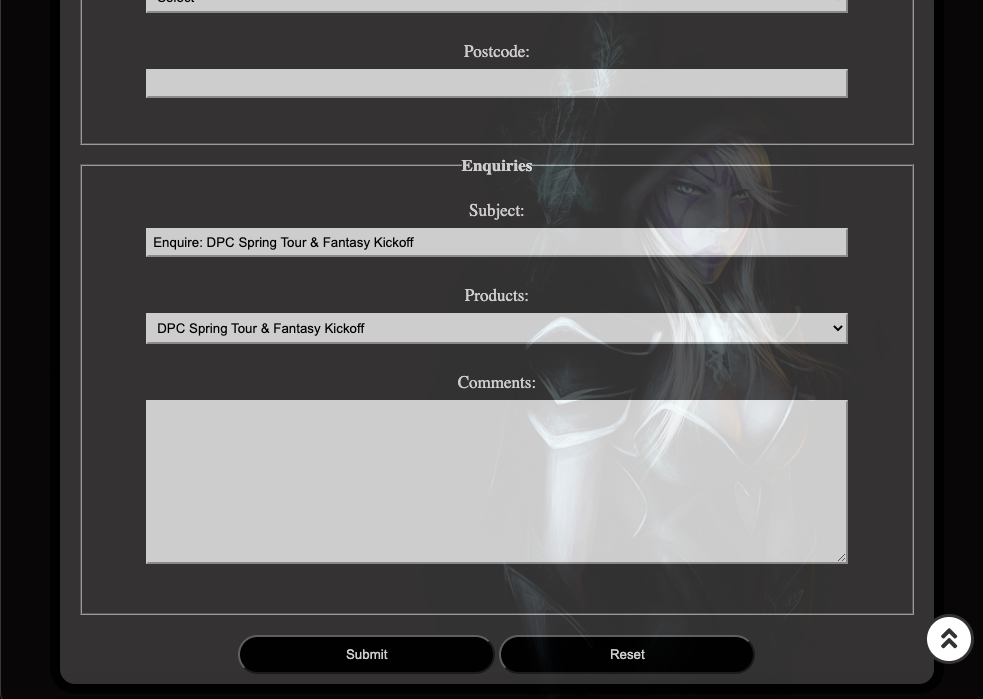 Select
Postcode:
Enquiries
Subject:
Enquire: DPC Spring Tour & Fantasy Kickoff
Products:
DPC Spring Tour & Fantasy Kickoff
Comments:
Submit
Reset